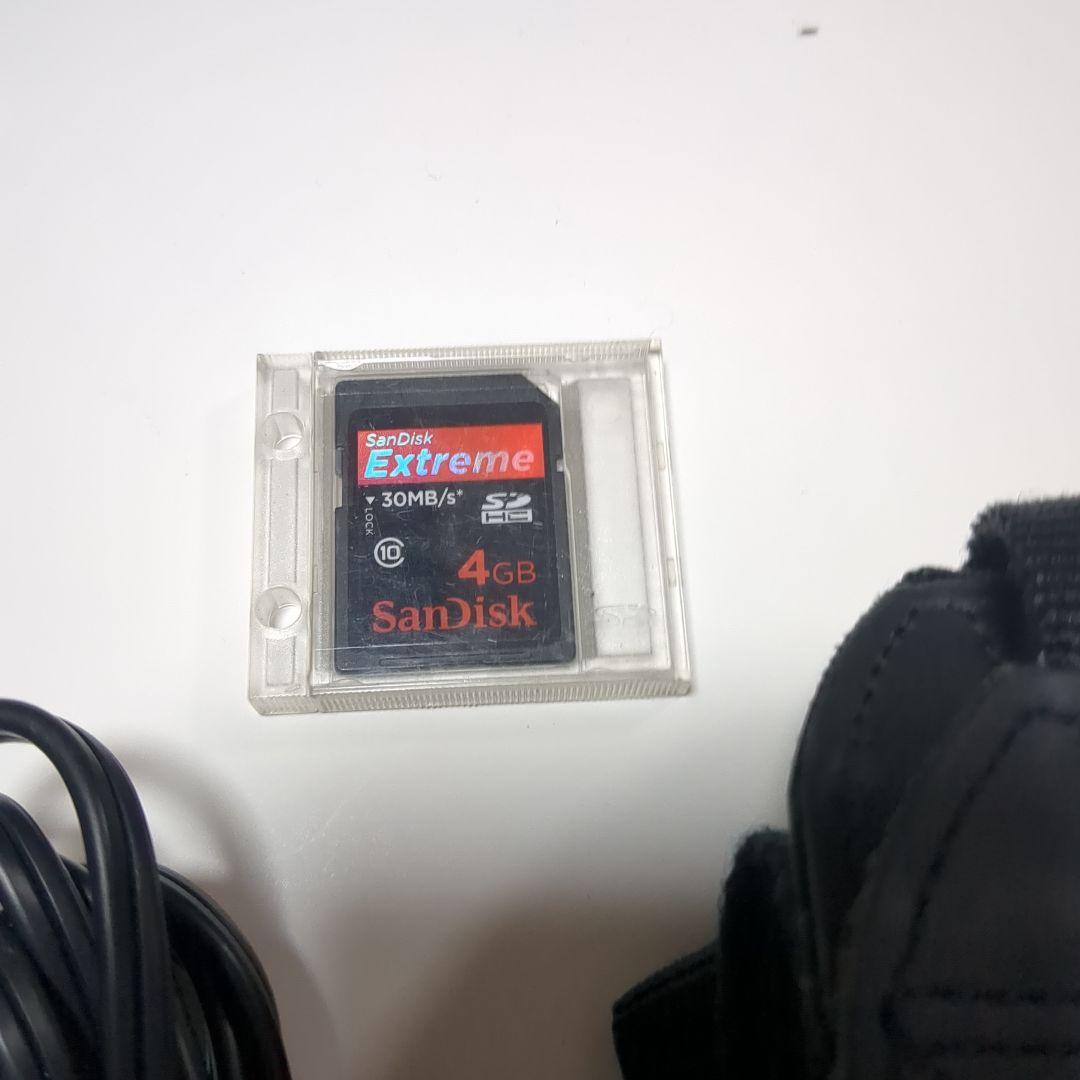 SanDisk
Extreme
▼ 30MB/s*
LOCK
SD
HC
10
4GB
SanDisk